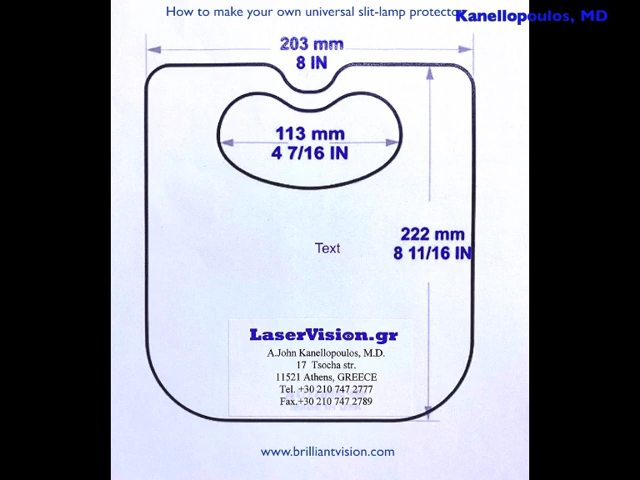 How to make your own universal slit-lamp protector
Kanellopoulos, MD
203 mm
8 IN
113 mm
4 7/16 IN
222 mm
8 11/16 IN
Text
LaserVision.gr
A.John Kanellopoulos, M.D.
17 Tsocha str.
11521 Athens, GREECE
Tel. +30 210 747 2777
Fax.+30 210 747 2789
www.brilliantvision.com